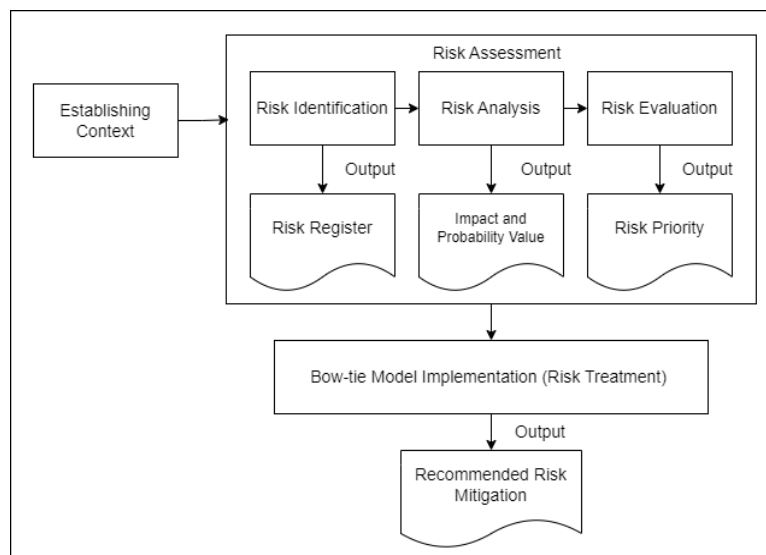 Risk Assessment
Establishing
Context
Risk Identification
Risk Analysis
Risk Evaluation
Output
Output
Output
Risk Register
Impact and
Probability Value
Risk Priority
Bow-tie Model Implementation (Risk Treatment)
Output
Recommended Risk
Mitigation